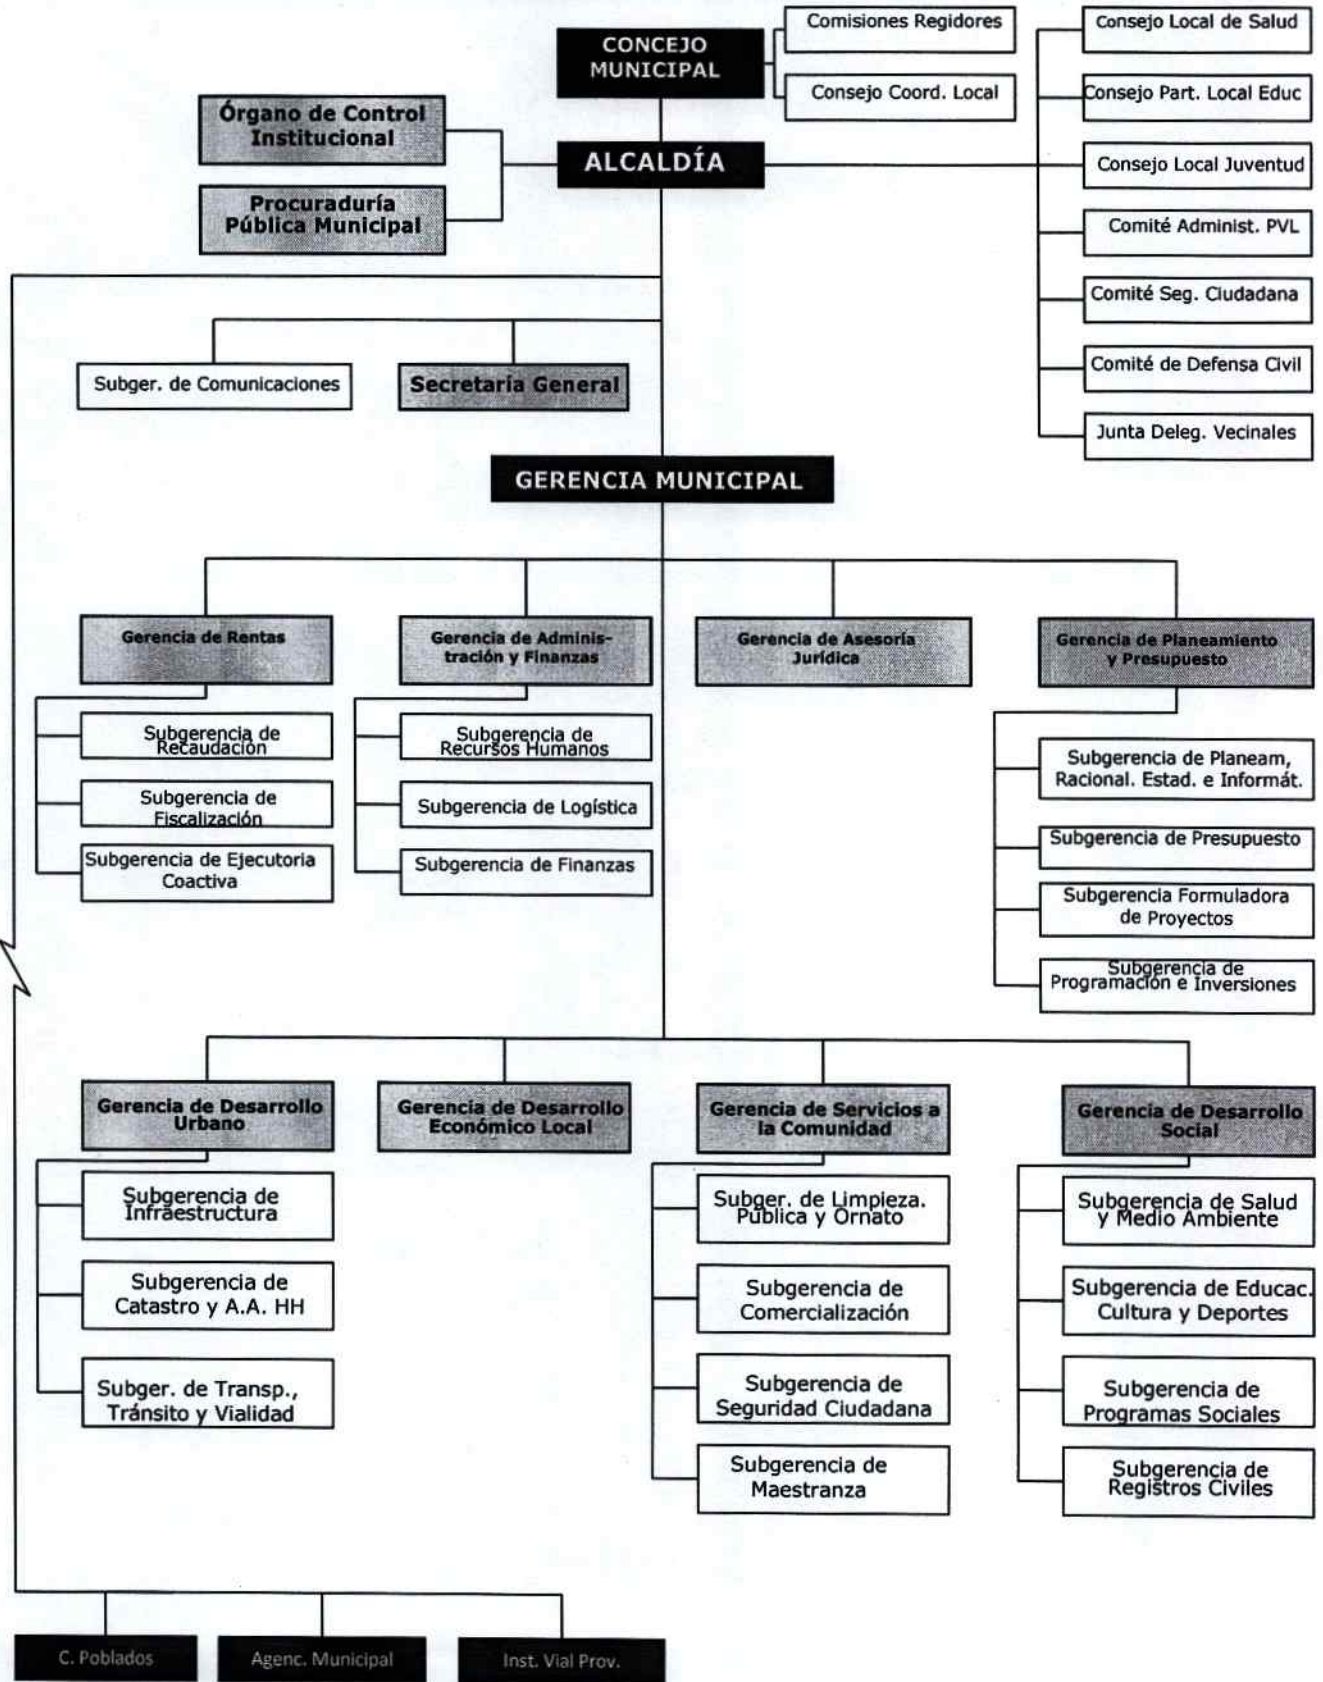 CONCEJO
MUNICIPAL
Comisiones Regidores
Consejo Coord. Local
Consejo Local de Salud
Consejo Part. Local Educ
Consejo Local Juventud
Comité Administ. PVL
Comité Seg. Ciudadana
Comité de Defensa Civil
Junta Deleg. Vecinales
Órgano de Control
Institucional
ALCALDÍA
Procuraduría
Pública Municipal
Subger. de Comunicaciones
Secretaría General
GERENCIA MUNICIPAL
Gerencia de Rentas
Subgerencia de
Recaudación
Subgerencia de
Fiscalización
Subgerencia de Ejecutoria
Coactiva
Gerencia de Adminis-
tración y Finanzas
Subgerencia de
Recursos Humanos
Subgerencia de Logística
Subgerencia de Finanzas
Gerencia de Asesoría
Jurídica
Gerencia de Planeamiento
y Presupuesto
Subgerencia de Planeam,
Racional. Estad. e Informát.
Subgerencia de Presupuesto
Subgerencia Formuladora
de Proyectos
Subgerencia de
Programación e Inversiones
Gerencia de Desarrollo
Urbano
Subgerencia de
Infraestructura
Subgerencia de
Catastro y A.A. HH
Subger. de Transp.,
Tránsito y Vialidad
Gerencia de Desarrollo
Económico Local
Gerencia de Servicios a
la Comunidad
Subger. de Limpieza.
Pública y Ornato
Subgerencia de
Comercialización
Subgerencia de
Seguridad Ciudadana
Subgerencia de
Maestranza
Gerencia de Desarrollo
Social
Subgerencia de Salud
y Medio Ambiente
Subgerencia de Educac.
Cultura y Deportes
Subgerencia de
Programas Sociales
Subgerencia de
Registros Civiles
C. Poblados
Agenc. Municipal
Inst. Vial Prov.